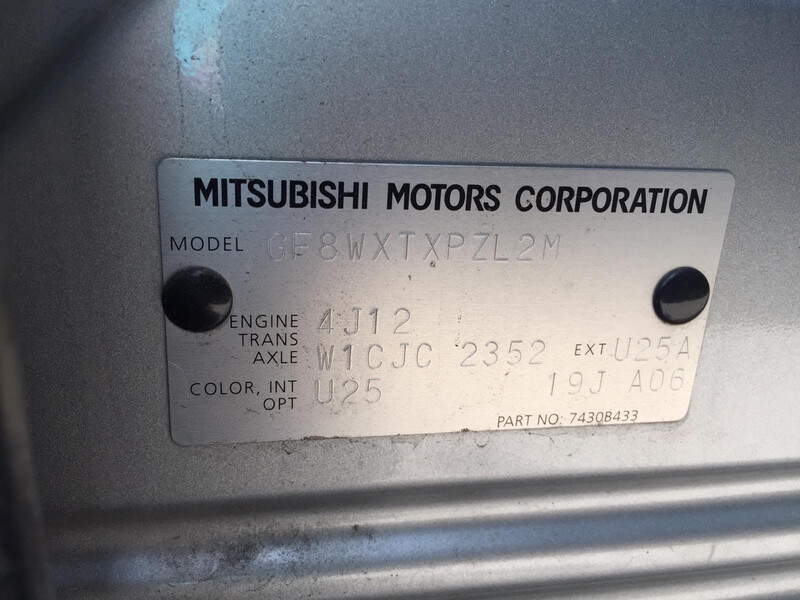 MITSUBISHI MOTORS CORPORATION
MODEL GF8WXTXPZL2M
ENGINE 4J12
TRANS
AXLE W1CJC 2352 EXT U25A
COLOR, INT U25 19J A06
OPT
PART NO: 7430B433